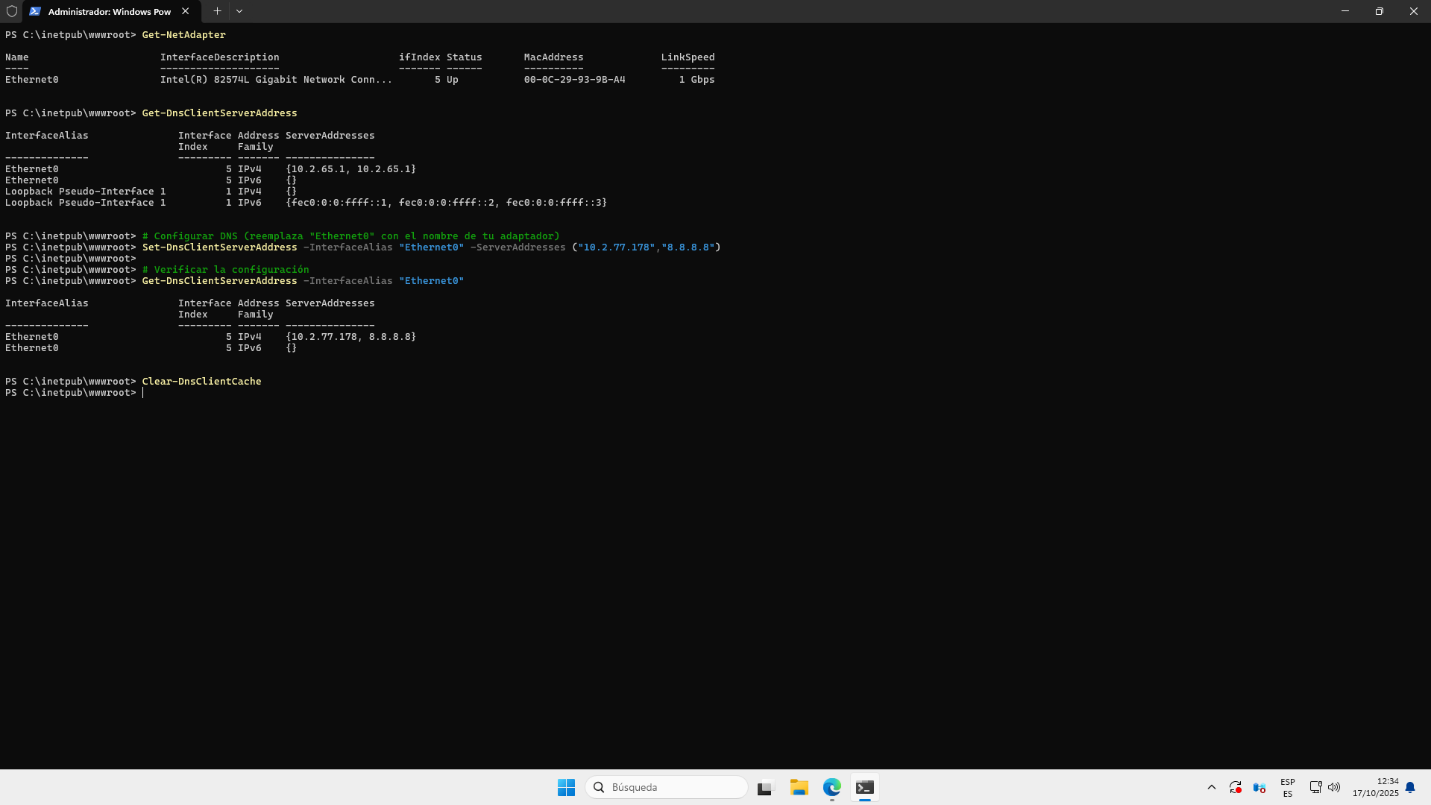 Administrador: Windows Pow
PS C:\inetpub\wwwroot> Get-NetAdapter
Name                      InterfaceDescription                    ifIndex Status       MacAddress             LinkSpeed
----                      --------------------                    ------- ------       ----------             ---------
Ethernet0                 Intel(R) 82574L Gigabit Network Conn...       5 Up           00-0C-29-93-9B-A4         1 Gbps
PS C:\inetpub\wwwroot> Get-DnsClientServerAddress
InterfaceAlias               Interface Address ServerAddresses
                             Index     Family
--------------               --------- ------- ---------------
Ethernet0                            5 IPv4    {10.2.65.1, 10.2.65.1}
Ethernet0                            5 IPv6    {}
Loopback Pseudo-Interface 1          1 IPv4    {}
Loopback Pseudo-Interface 1          1 IPv6    {fec0:0:0:ffff::1, fec0:0:0:ffff::2, fec0:0:0:ffff::3}
PS C:\inetpub\wwwroot> # Configurar DNS (reemplaza "Ethernet0" con el nombre de tu adaptador)
PS C:\inetpub\wwwroot> Set-DnsClientServerAddress -InterfaceAlias "Ethernet0" -ServerAddresses ("10.2.77.178","8.8.8.8")
PS C:\inetpub\wwwroot>
PS C:\inetpub\wwwroot> # Verificar la configuración
PS C:\inetpub\wwwroot> Get-DnsClientServerAddress -InterfaceAlias "Ethernet0"
InterfaceAlias               Interface Address ServerAddresses
                             Index     Family
--------------               --------- ------- ---------------
Ethernet0                            5 IPv4    {10.2.77.178, 8.8.8.8}
Ethernet0                            5 IPv6    {}
PS C:\inetpub\wwwroot> Clear-DnsClientCache
PS C:\inetpub\wwwroot>
Búsqueda
ESP
ES
12:34
17/10/2025